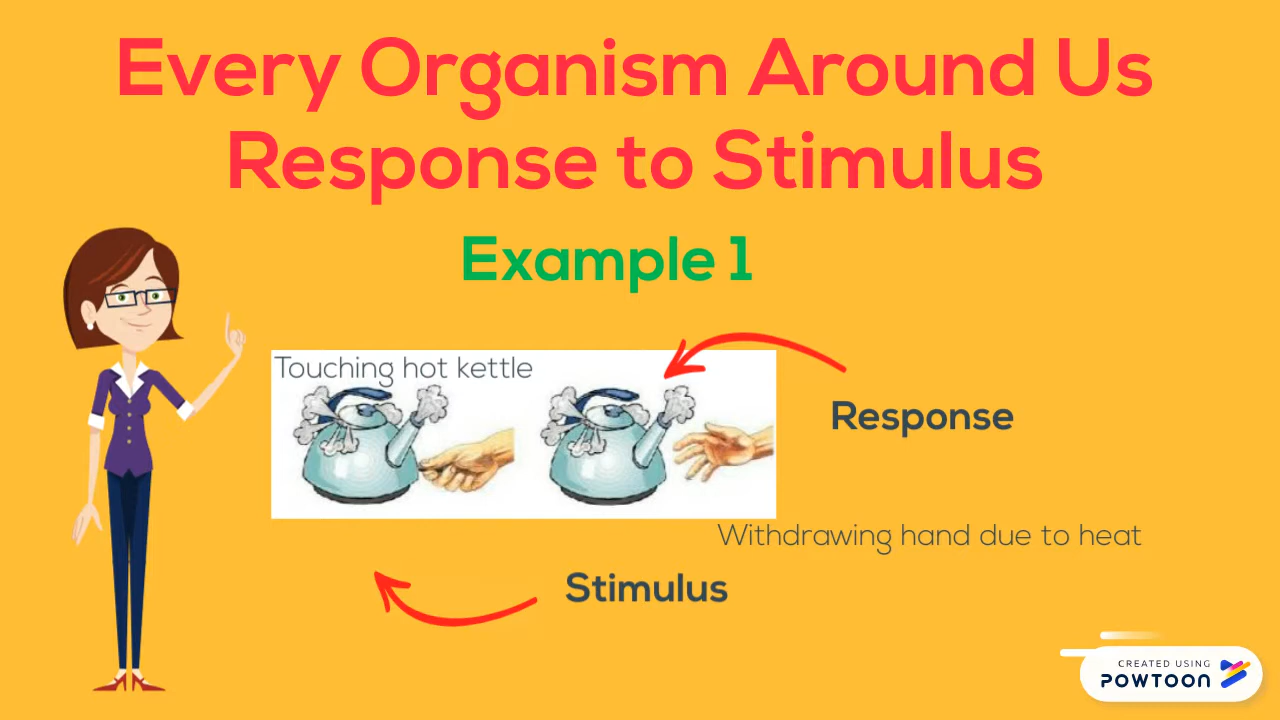 Every Organism Around Us
Response to Stimulus
Example 1
Touching hot kettle
Response
Withdrawing hand due to heat
Stimulus
CREATED USING
POWTOON